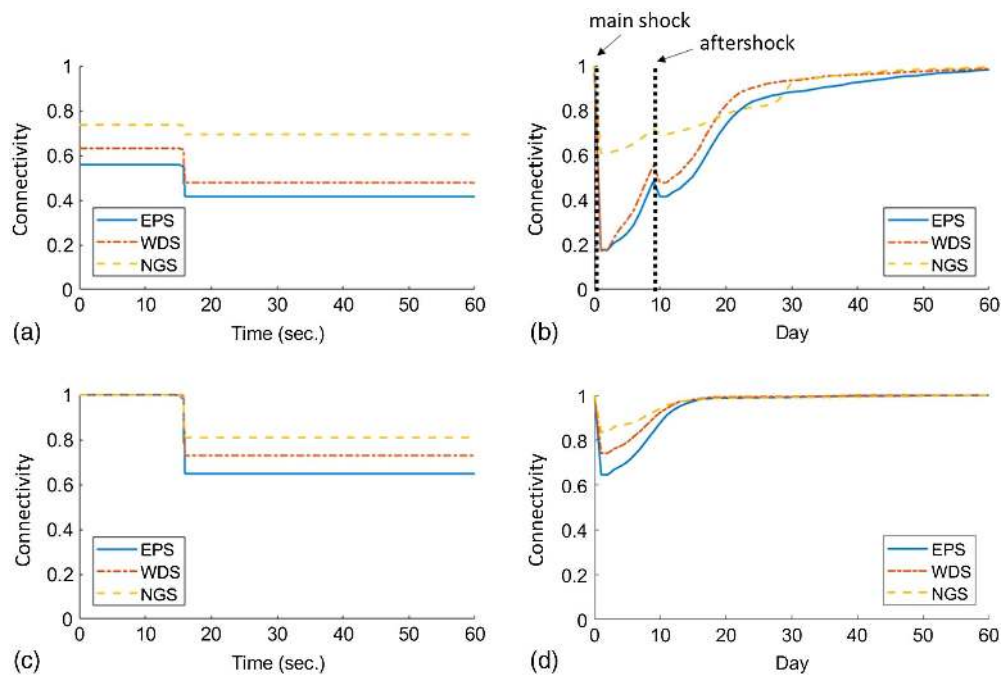 main shock
aftershock
1
0.8
0.6
0.4
0.2
0
Connectivity
EPS
WDS
NGS
0 10 20 30 40 50 60
Time (sec.)
(a)
1
0.8
0.6
0.4
0.2
0
Connectivity
EPS
WDS
NGS
0 10 20 30 40 50 60
Day
(b)
1
0.8
0.6
0.4
0.2
0
Connectivity
EPS
WDS
NGS
0 10 20 30 40 50 60
Time (sec.)
(c)
1
0.8
0.6
0.4
0.2
0
Connectivity
EPS
WDS
NGS
0 10 20 30 40 50 60
Day
(d)